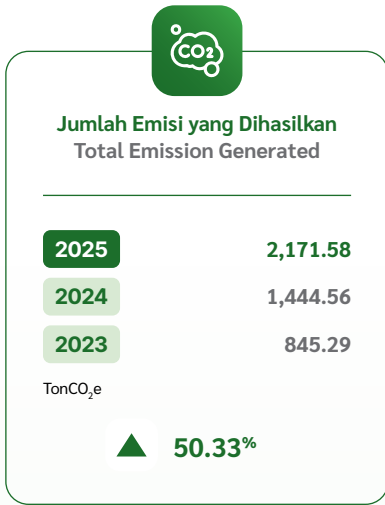 CO2
Jumlah Emisi yang Dihasilkan
Total Emission Generated
2025 2,171.58
2024 1,444.56
2023 845.29
TonCO₂e
▲ 50.33%